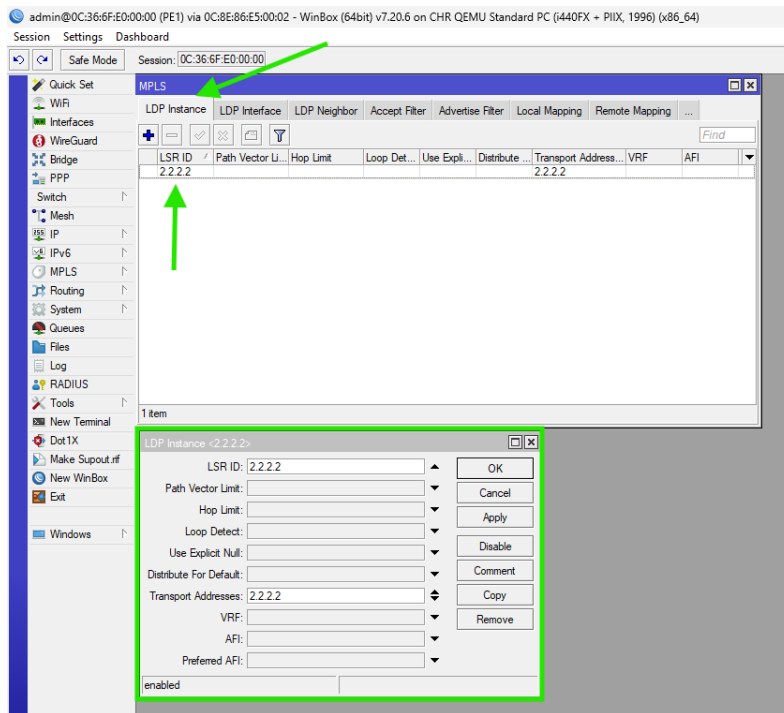 admin@0C:36:6F:E0:00:00 (PE1) via 0C:8E:86:E5:00:02 - WinBox (64bit) v7.20.6 on CHR QEMU Standard PC (i440FX + PIIX, 1996) (x86_64)
Session Settings Dashboard
Safe Mode Session: 0C:36:6F:E0:00:00
Quick Set
WiFi
Interfaces
WireGuard
Bridge
PPP
Switch
Mesh
IP
IPv6
MPLS
Routing
System
Queues
Files
Log
RADIUS
Tools
New Terminal
Dot1X
Make Supout.rif
New WinBox
Exit
Windows
MPLS
LDP Instance LDP Interface LDP Neighbor Accept Filter Advertise Filter Local Mapping Remote Mapping ...
Find
LSR ID Path Vector Li... Hop Limit Loop Det... Use Expli... Distribute ... Transport Address... VRF AFI
2.2.2.2 2.2.2.2
1 item
LDP Instance <2.2.2.2>
LSR ID: 2.2.2.2 OK
Path Vector Limit: Cancel
Hop Limit: Apply
Loop Detect:
Use Explicit Null: Disable
Distribute For Default: Comment
Transport Addresses: 2.2.2.2 Copy
VRF: Remove
AFI:
Preferred AFI:
enabled